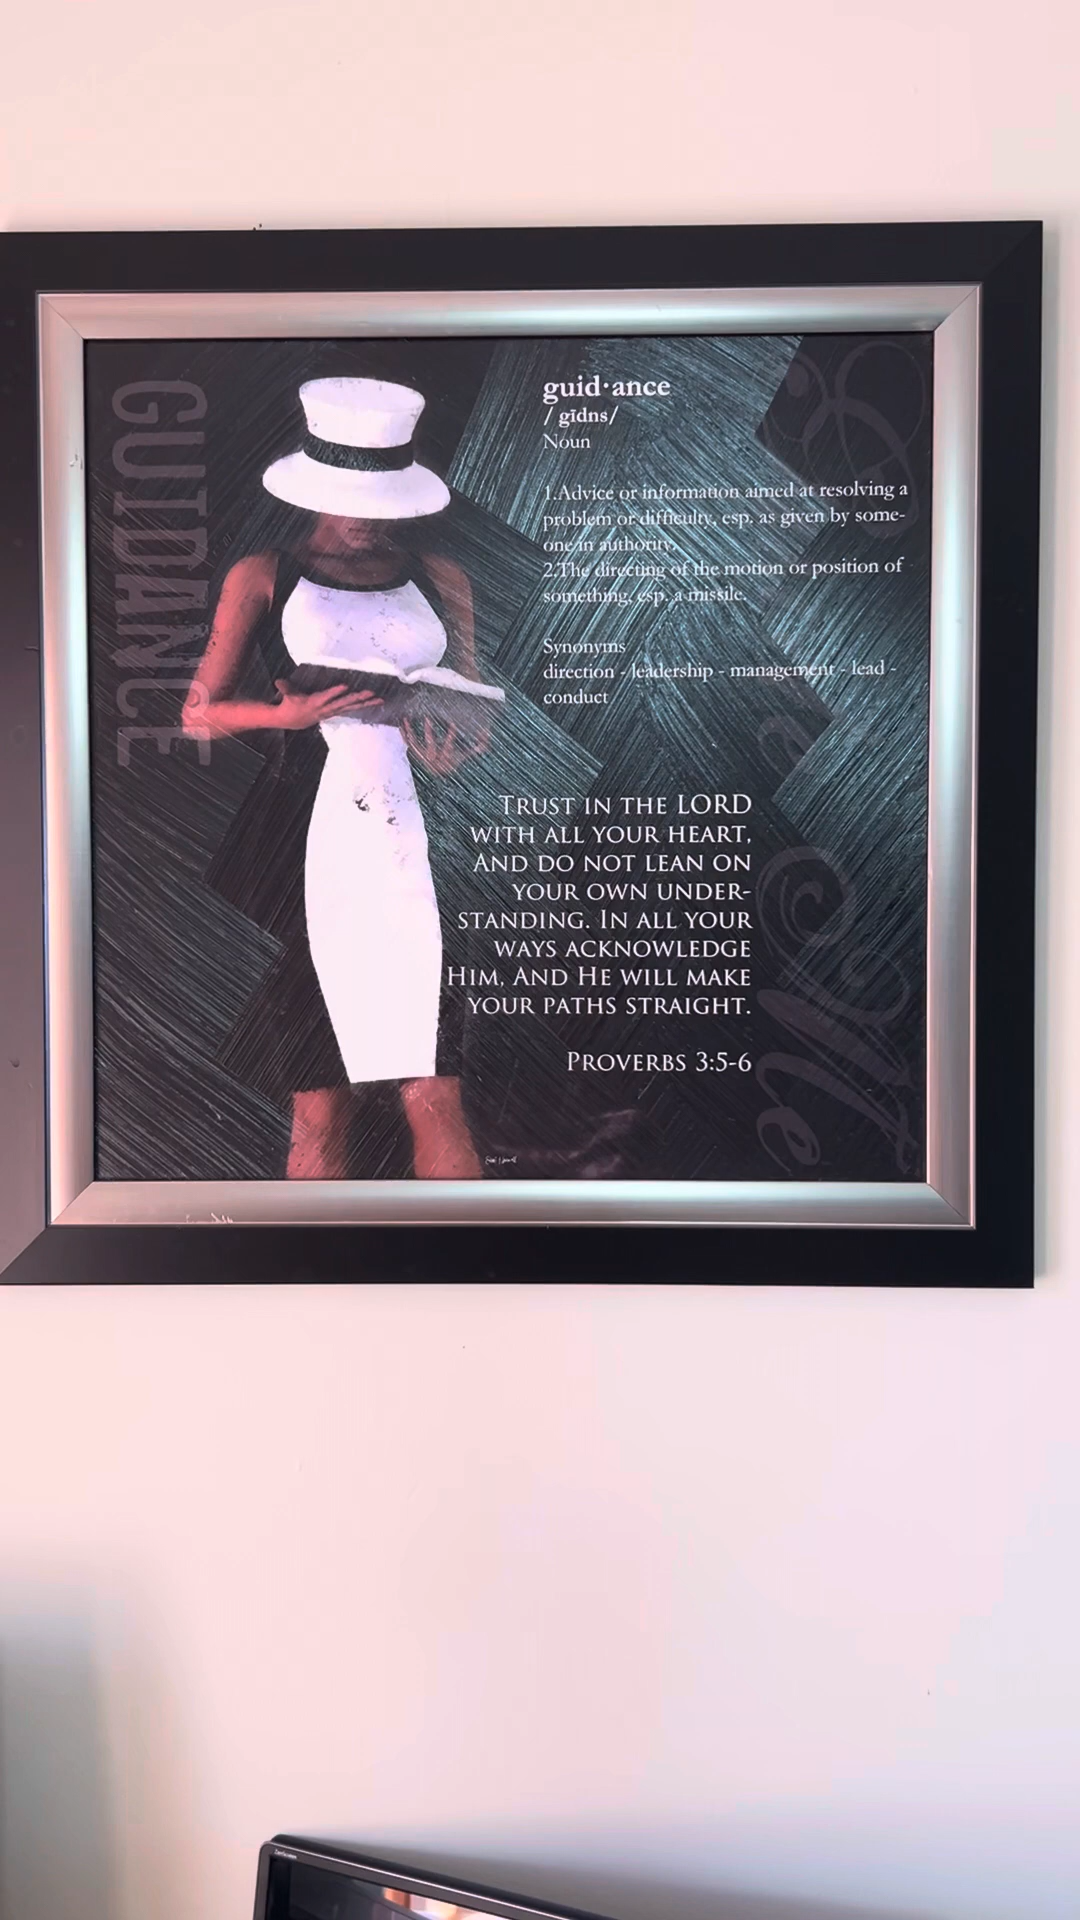 GUIDANCE
guid·ance
/ gīdns/
Noun
1.Advice or information aimed at resolving a
problem or difficulty, esp. as given by some-
one in authority.
2.The directing of the motion or position of
something, esp. a missile.
Synonyms
direction - leadership - management - lead -
conduct
TRUST IN THE LORD
WITH ALL YOUR HEART,
AND DO NOT LEAN ON
YOUR OWN UNDER-
STANDING. IN ALL YOUR
WAYS ACKNOWLEDGE
HIM, AND HE WILL MAKE
YOUR PATHS STRAIGHT.
PROVERBS 3:5-6
Me